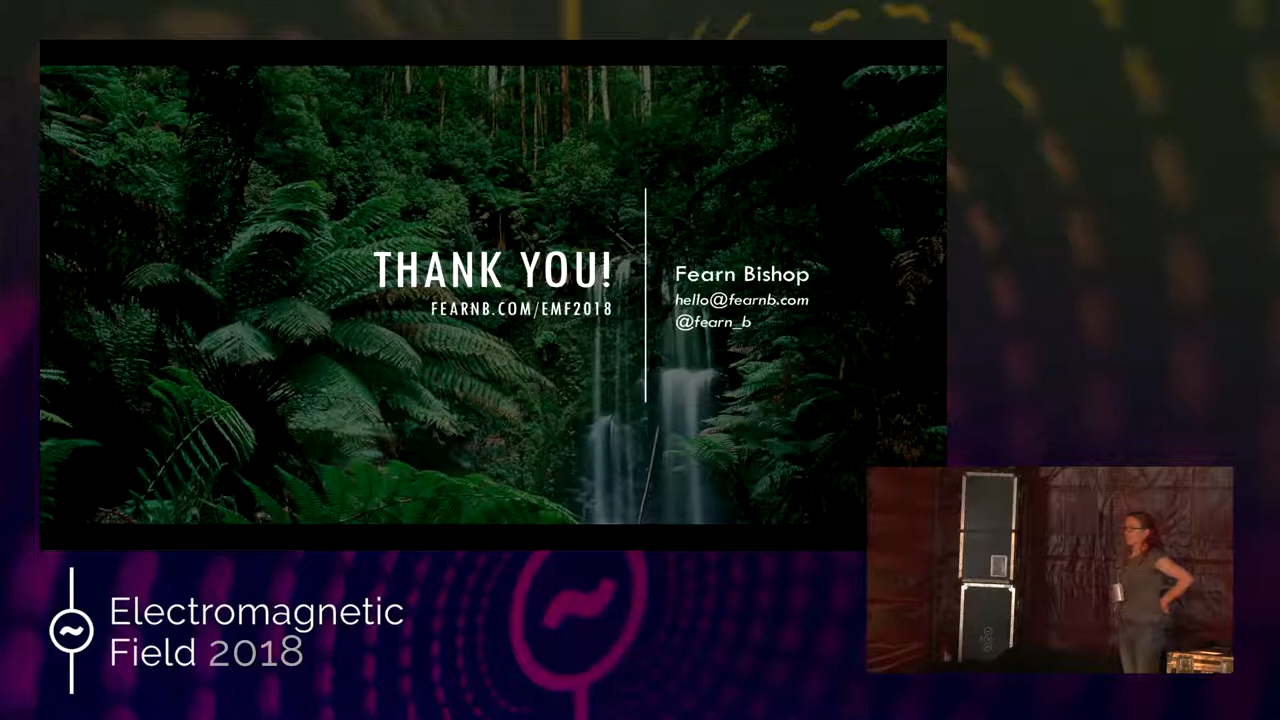 THANK YOU!
FEARNB.COM/EMF2018
Fearn Bishop
hello@fearnb.com
@fearn_b
Electromagnetic
Field 2018